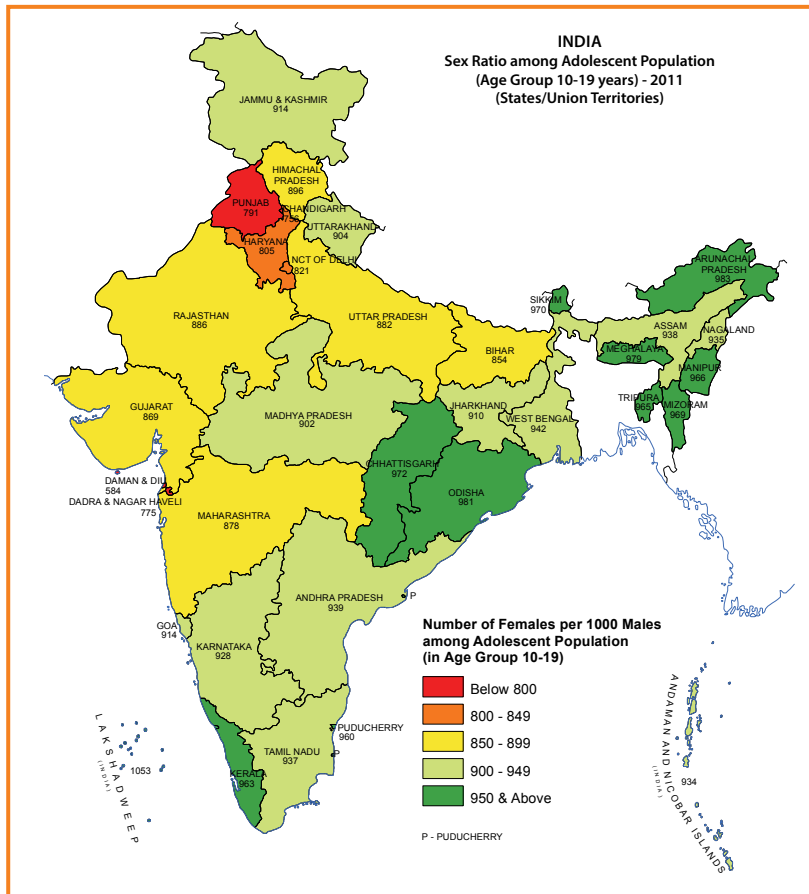 INDIA
Sex Ratio among Adolescent Population
(Age Group 10-19 years) - 2011
(States/Union Territories)
JAMMU & KASHMIR
914
HIMACHAL
PRADESH
896
PUNJAB
791
CHANDIGARH
756
UTTARAKHAND
904
HARYANA
805
NCT OF DELHI
821
ARUNACHAL
PRADESH
983
SIKKIM
970
RAJASTHAN
886
UTTAR PRADESH
882
ASSAM
938
NAGALAND
935
BIHAR
854
MEGHALAYA
979
MANIPUR
966
TRIPURA
965
MIZORAM
969
GUJARAT
869
MADHYA PRADESH
902
JHARKHAND
910
WEST BENGAL
942
CHHATTISGARH
972
DAMAN & DIU
584
DADRA & NAGAR HAVELI
775
ODISHA
981
MAHARASHTRA
878
ANDHRA PRADESH
939
P
GOA
914
KARNATAKA
928
Number of Females per 1000 Males
among Adolescent Population
(in Age Group 10-19)
Below 800
800 - 849
850 - 899
900 - 949
950 & Above
P - PUDUCHERRY
P PUDUCHERRY
960
P
TAMIL NADU
937
KERALA
963
LAKSHADWEEP
(INDIA)
1053
ANDAMAN AND NICOBAR ISLANDS
(INDIA)
934